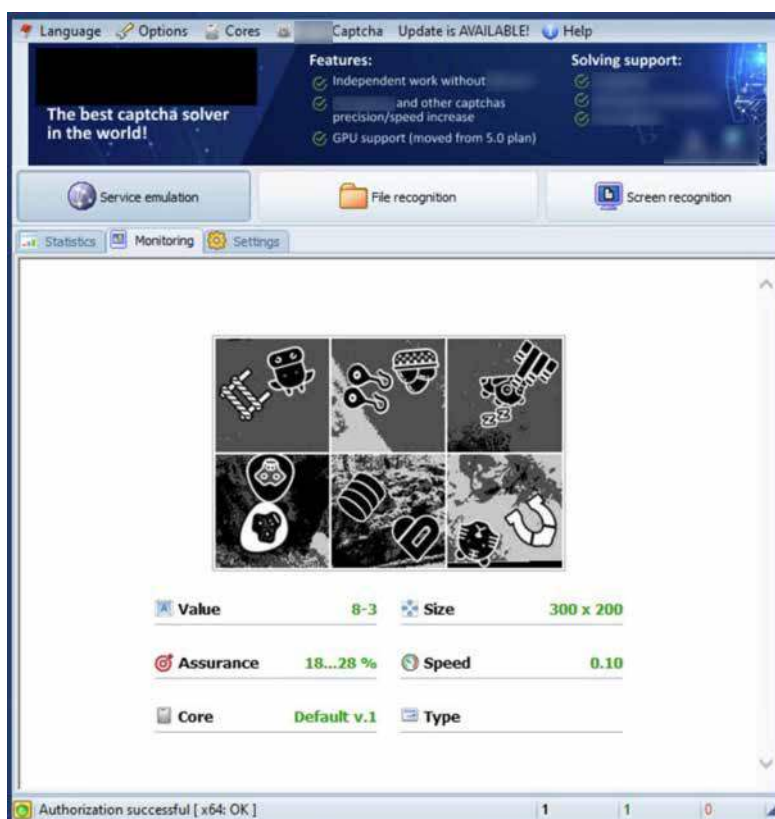 Language Options Cores Captcha Update is AVAILABLE! Help
Features:
Solving support:
Independent work without
The best captcha solver
in the world!
and other captchas
precision/speed increase
GPU support (moved from 5.0 plan)
Service emulation File recognition Screen recognition
Statistics Monitoring Settings
zzz
Value 8-3 Size 300 x 200
Assurance 18...28 % Speed 0.10
Core Default v.1 Type
Authorization successful [ x64: OK ] 1 1 0